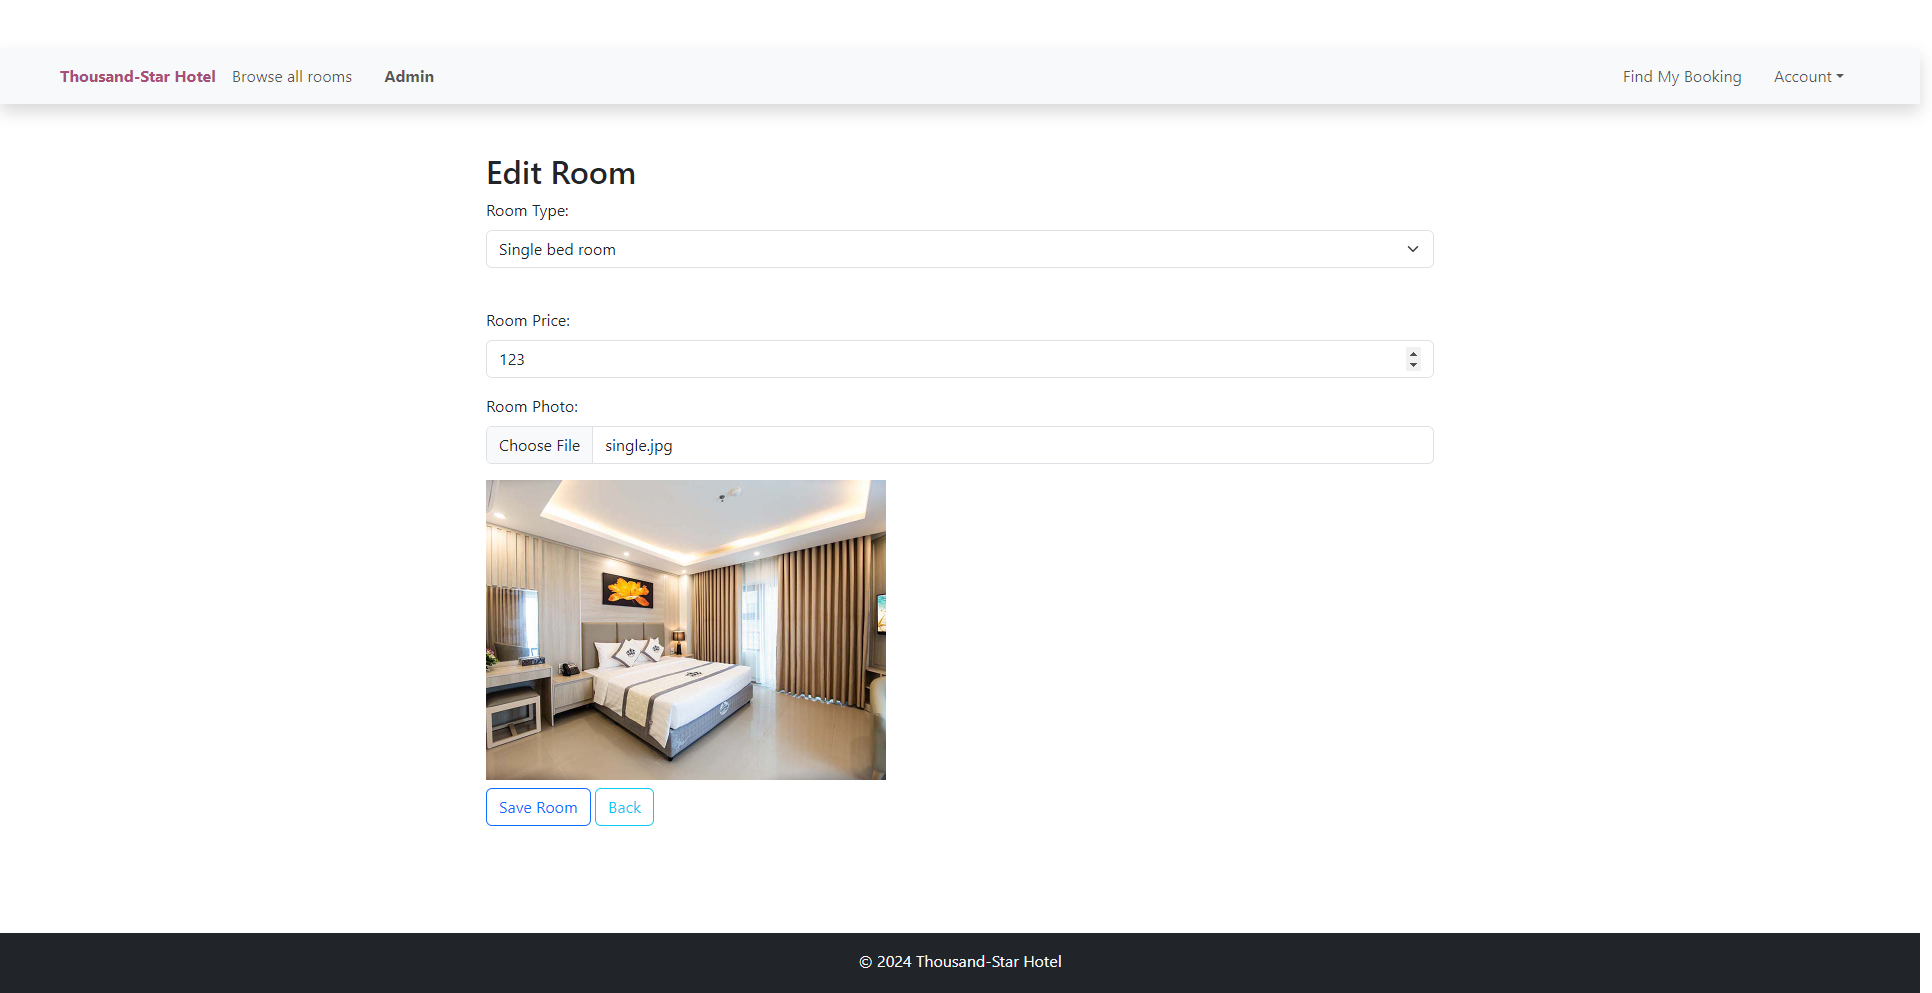 Thousand-Star Hotel Browse all rooms Admin Find My Booking Account
Edit Room
Room Type:
Single bed room
Room Price:
123
Room Photo:
Choose File single.jpg
Save Room Back
© 2024 Thousand-Star Hotel